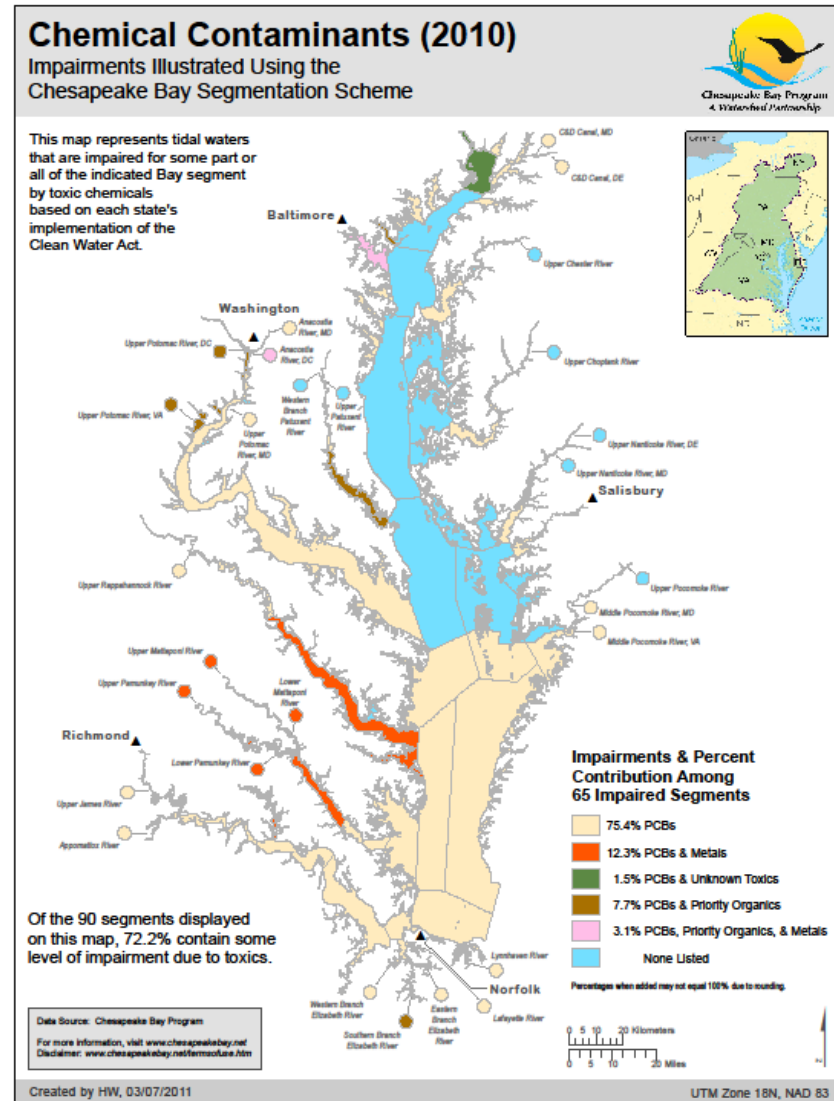 Chemical Contaminants (2010)
Impairments Illustrated Using the
Chesapeake Bay Segmentation Scheme
Chesapeake Bay Program
A Watershed Partnership
This map represents tidal waters
that are impaired for some part or
all of the indicated Bay segment
by toxic chemicals
based on each state's
implementation of the
Clean Water Act.
C&D Canal, MD
C&D Canal, DE
Baltimore
Upper Chester River
Washington
Anacostia
River, MD
Upper Potomac River, DC
Anacostia
River, DC
Upper Choptank River
Western
Branch
Patuxent
River
Upper
Patuxent
River
Upper Potomac River, VA
Upper
Potomac
River, MD
Upper Nanticoke River, DE
Upper Nanticoke River, MD
Salisbury
Upper Rappahannock River
Upper Pocomoke River
Middle Pocomoke River, MD
Middle Pocomoke River, VA
Upper Mattaponi River
Upper Pamunkey River
Lower
Mattaponi
River
Richmond
Lower Pamunkey River
Upper James River
Appomattox River
Impairments & Percent
Contribution Among
65 Impaired Segments
75.4% PCBs
12.3% PCBs & Metals
1.5% PCBs & Unknown Toxics
7.7% PCBs & Priority Organics
3.1% PCBs, Priority Organics, & Metals
None Listed
Percentages when added may not equal 100% due to rounding.
Of the 90 segments displayed
on this map, 72.2% contain some
level of impairment due to toxics.
Lynnhaven River
Norfolk
Western Branch
Elizabeth River
Southern Branch
Elizabeth River
Eastern
Branch
Elizabeth
River
Lafayette River
Data Source: Chesapeake Bay Program
For more information, visit www.chesapeakebay.net
Disclaimer: www.chesapeakebay.net/termsofuse.htm
0 5 10 20 Kilometers
0 5 10 20 Miles
Created by HW, 03/07/2011
UTM Zone 18N, NAD 83